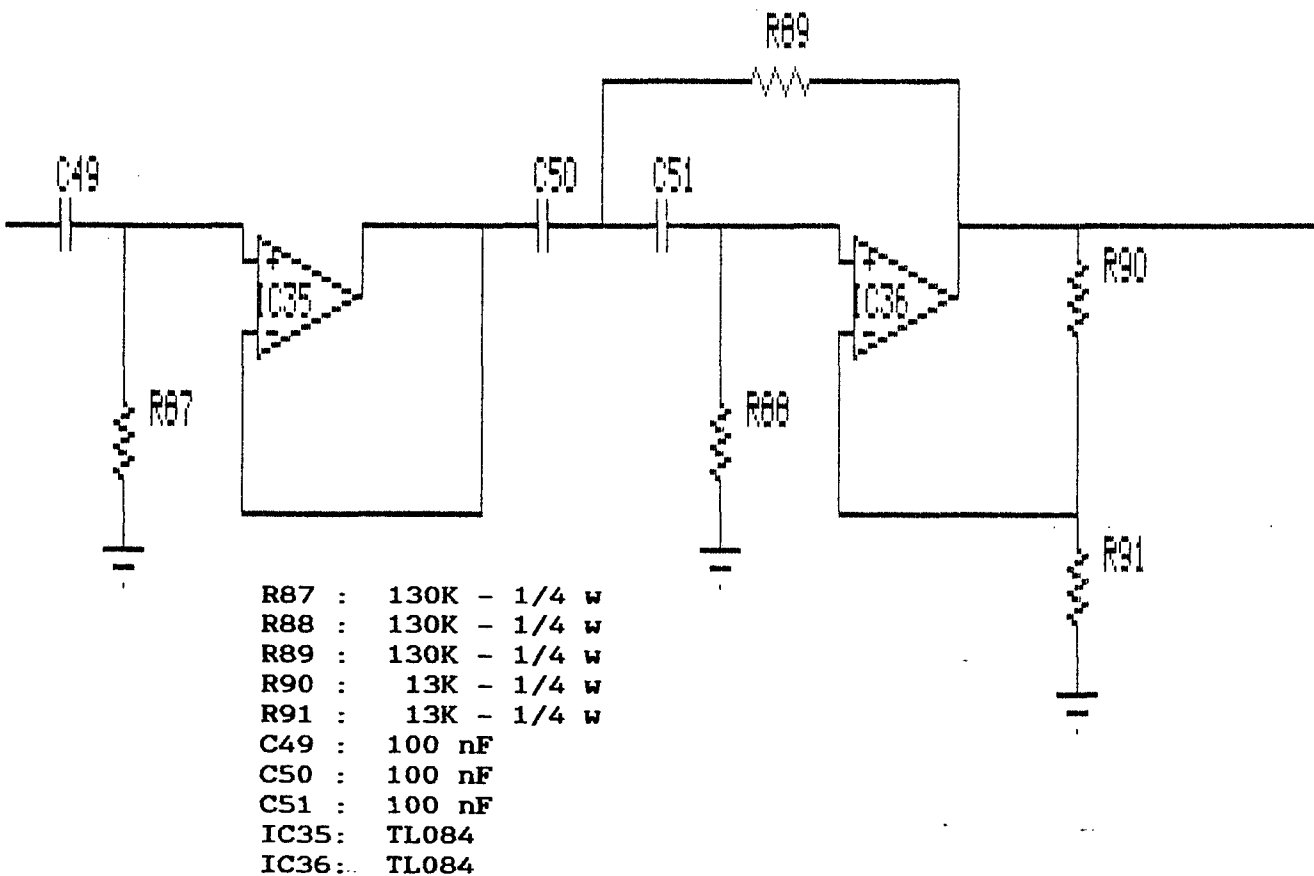 R89
C49
C50
C51
+
IC35
-
+
IC36
-
R90
R87
R88
R91
R87 : 130K - 1/4 w
R88 : 130K - 1/4 w
R89 : 130K - 1/4 w
R90 : 13K - 1/4 w
R91 : 13K - 1/4 w
C49 : 100 nF
C50 : 100 nF
C51 : 100 nF
IC35: TL084
IC36: TL084